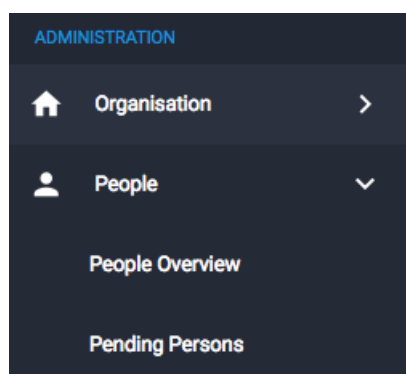 ADMINISTRATION
Organisation
People
People Overview
Pending Persons